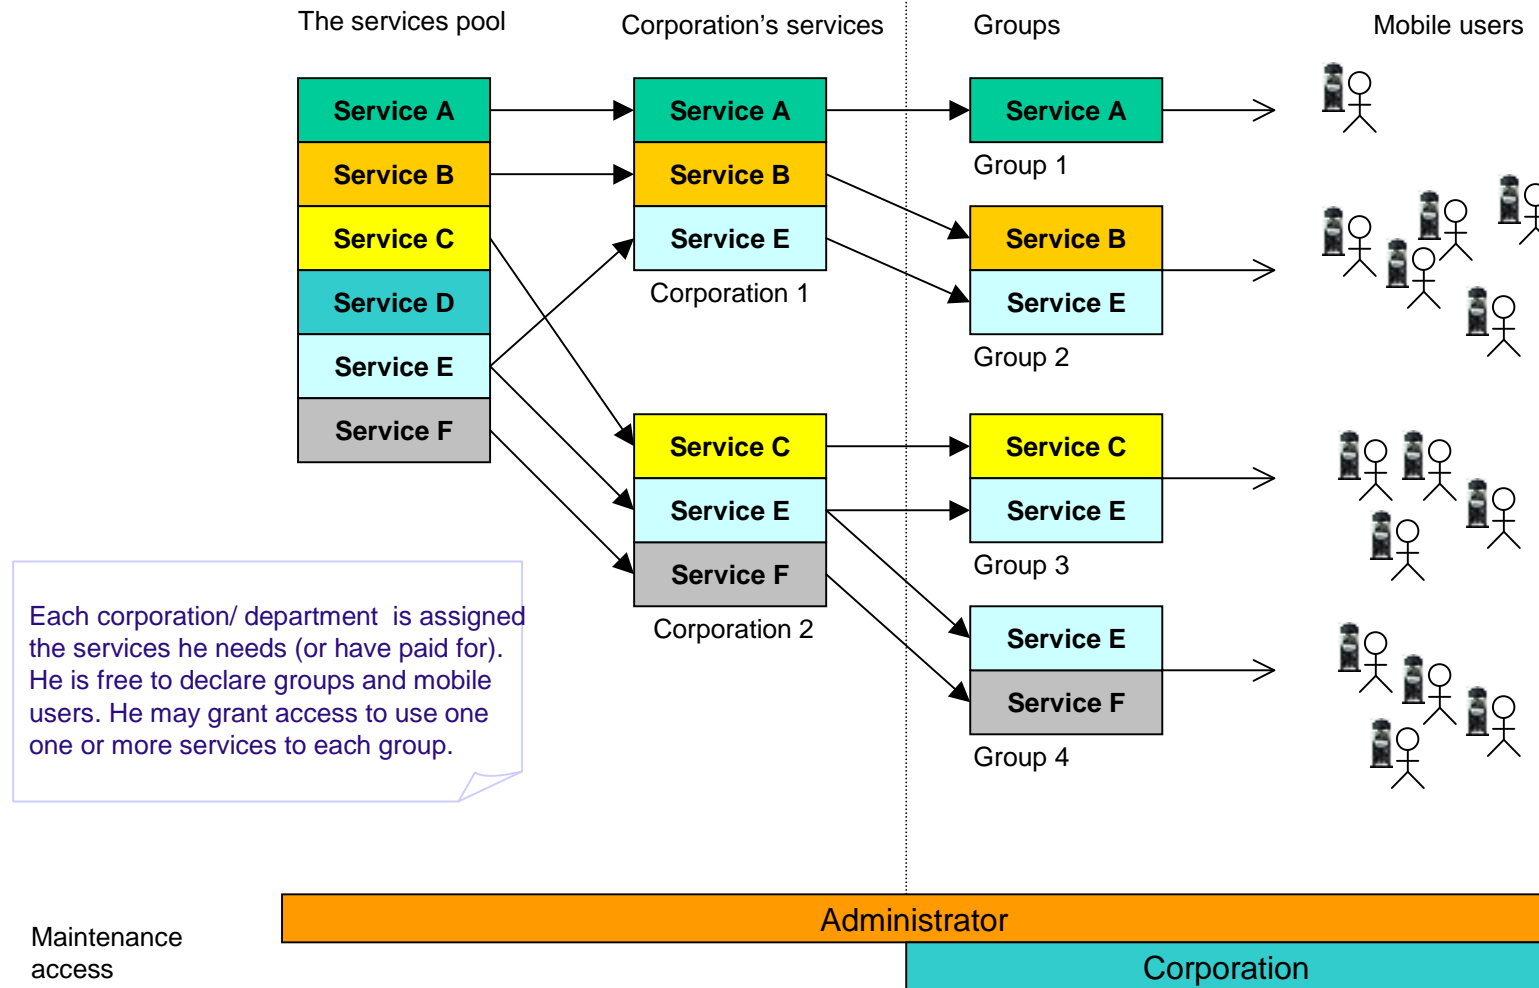 The services pool
Corporation's services
Groups
Mobile users
Service A
Service B
Service C
Service D
Service E
Service F
Service A
Service B
Service E
Corporation 1
Service C
Service E
Service F
Corporation 2
Service A
Group 1
Service B
Service E
Group 2
Service C
Service E
Group 3
Service E
Service F
Group 4
Each corporation/ department  is assigned
the services he needs (or have paid for).
He is free to declare groups and mobile
users. He may grant access to use one
one or more services to each group.
Maintenance
access
Administrator
Corporation